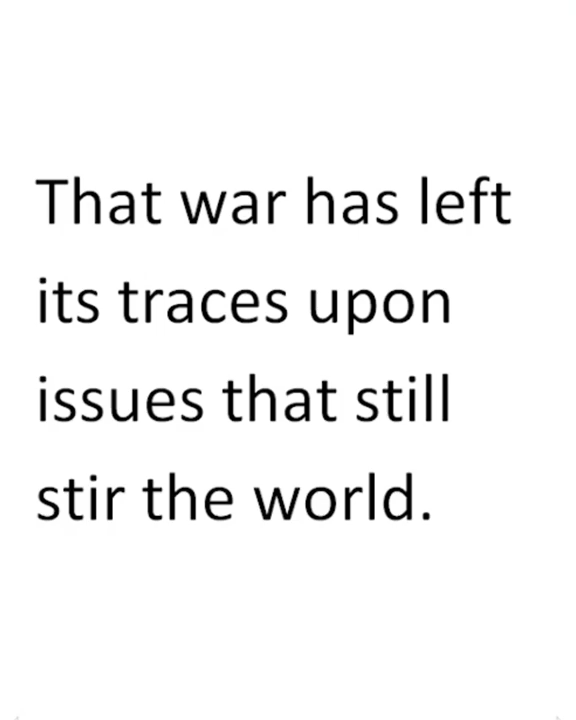 That war has left
its traces upon
issues that still
stir the world.